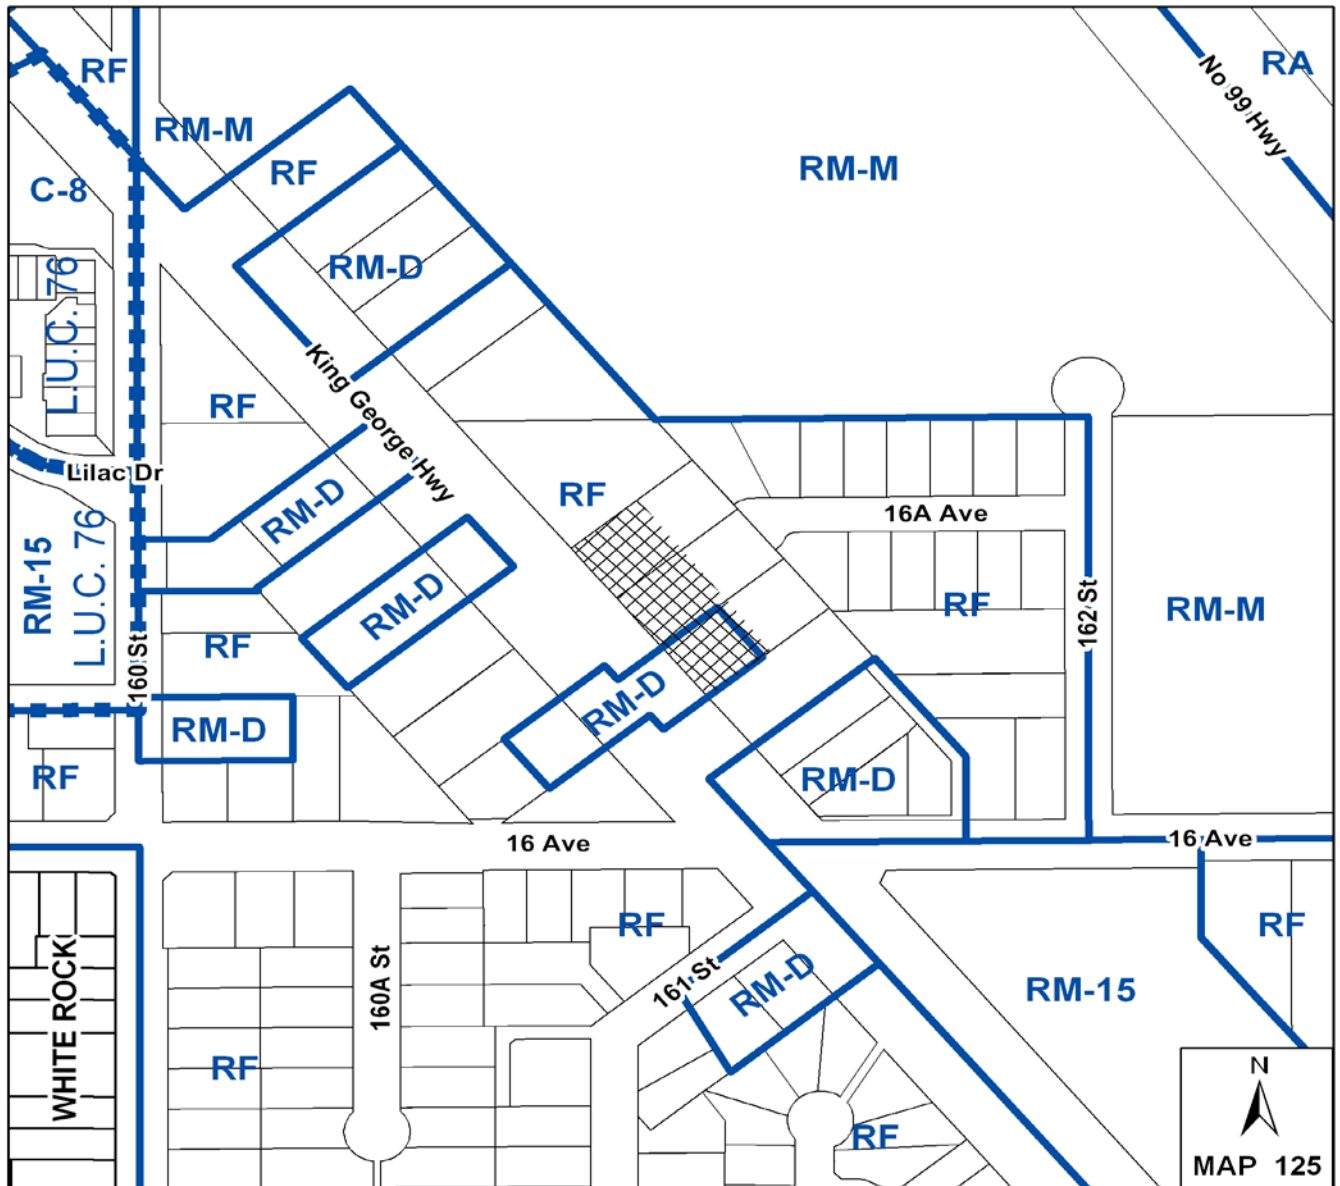 RF
RM-M
RF
C-8
RM-M
No 99 Hwy
RA
RM-D
L.U.C. 76
King George Hwy
RF
Lilac Dr
RM-D
RF
16A Ave
RM-15
L.U.C. 76
RM-D
RF
162 St
RM-M
160 St
RF
RM-D
RM-D
RM-D
RF
16 Ave
16 Ave
WHITE ROCK
160A St
RF
161 St
RM-D
RM-15
RF
RF
RF
N
MAP 125